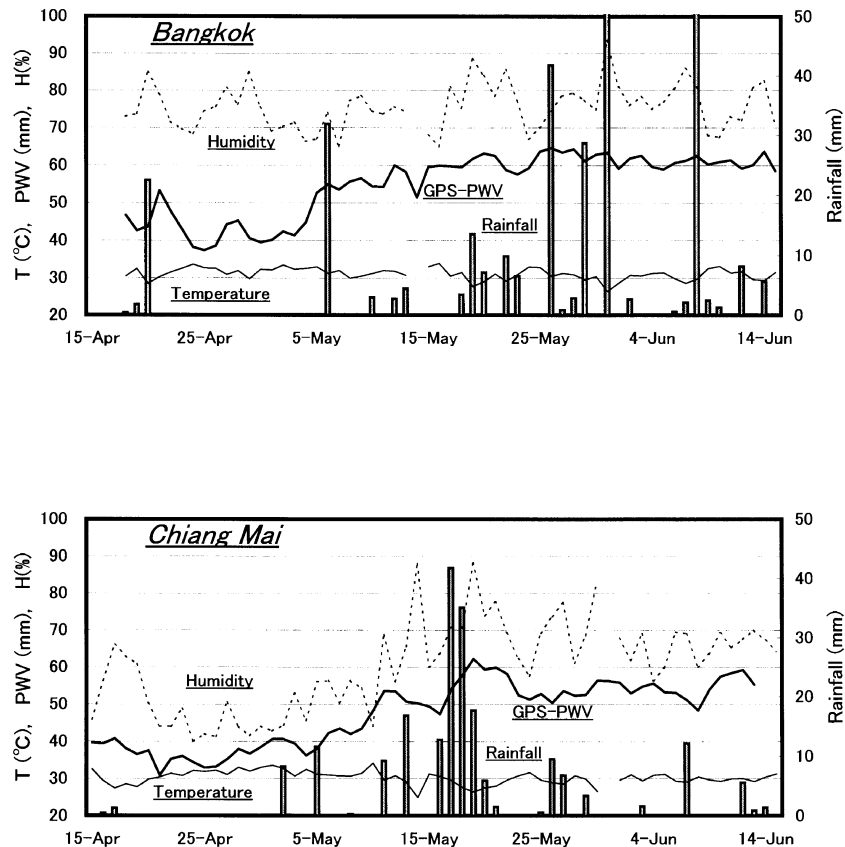 Bangkok
T (℃), PWV (mm), H(%)
100
90
80
70
60
50
40
30
20
Humidity
GPS-PWV
Rainfall
Temperature
50
40
30
20
10
0
Rainfall (mm)
15-Apr 25-Apr 5-May 15-May 25-May 4-Jun 14-Jun
Chiang Mai
T (℃), PWV (mm), H(%)
100
90
80
70
60
50
40
30
20
Humidity
GPS-PWV
Rainfall
Temperature
50
40
30
20
10
0
Rainfall (mm)
15-Apr 25-Apr 5-May 15-May 25-May 4-Jun 14-Jun